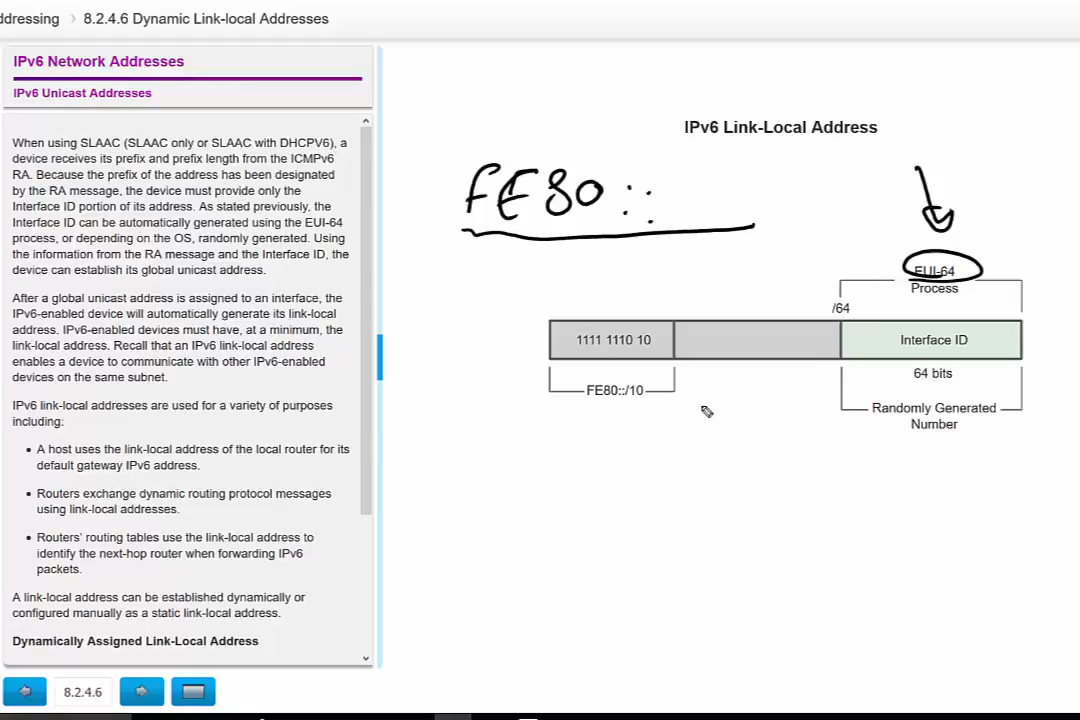 ddressing › 8.2.4.6 Dynamic Link-local Addresses
IPv6 Network Addresses
IPv6 Unicast Addresses
When using SLAAC (SLAAC only or SLAAC with DHCPV6), a
device receives its prefix and prefix length from the ICMPv6
RA. Because the prefix of the address has been designated
by the RA message, the device must provide only the
Interface ID portion of its address. As stated previously, the
Interface ID can be automatically generated using the EUI-64
process, or depending on the OS, randomly generated. Using
the information from the RA message and the Interface ID, the
device can establish its global unicast address.
After a global unicast address is assigned to an interface, the
IPv6-enabled device will automatically generate its link-local
address. IPv6-enabled devices must have, at a minimum, the
link-local address. Recall that an IPv6 link-local address
enables a device to communicate with other IPv6-enabled
devices on the same subnet.
IPv6 link-local addresses are used for a variety of purposes
including:
• A host uses the link-local address of the local router for its
default gateway IPv6 address.
• Routers exchange dynamic routing protocol messages
using link-local addresses.
• Routers' routing tables use the link-local address to
identify the next-hop router when forwarding IPv6
packets.
A link-local address can be established dynamically or
configured manually as a static link-local address.
Dynamically Assigned Link-Local Address
8.2.4.6
IPv6 Link-Local Address
FE80::
EUI-64
Process
/64
1111 1110 10
Interface ID
FE80::/10
64 bits
Randomly Generated
Number